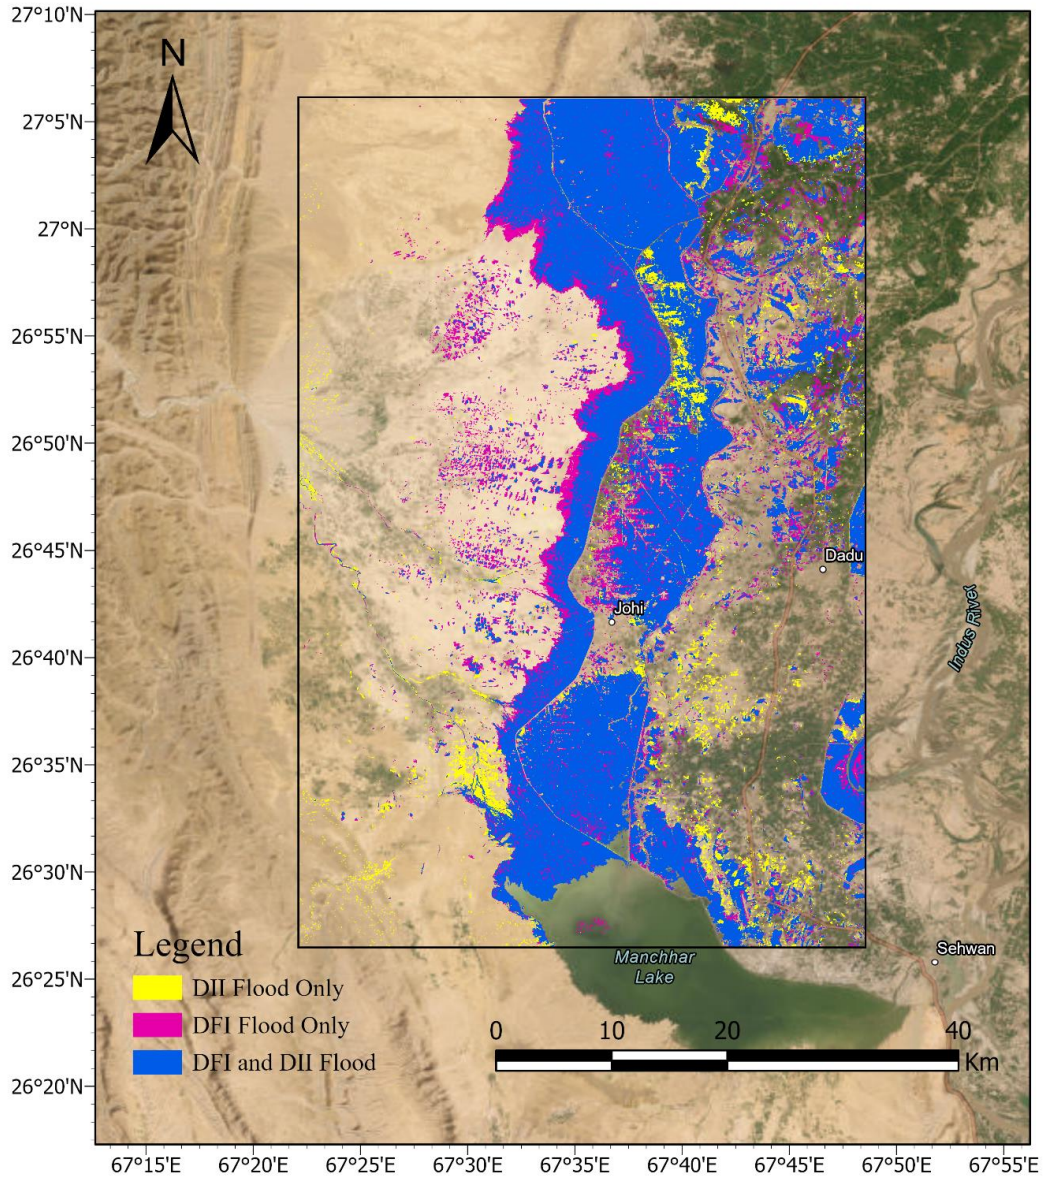 27°10'N
N
27°5'N
27°0'N
26°55'N
26°50'N
26°45'N
Dadu
Johi
26°40'N
Indus River
26°35'N
26°30'N
Legend
Manchhar
Lake
Sehwan
26°25'N
DII Flood Only
DFI Flood Only
0 10 20 40
DFI and DII Flood
Km
26°20'N
67°15'E 67°20'E 67°25'E 67°30'E 67°35'E 67°40'E 67°45'E 67°50'E 67°55'E